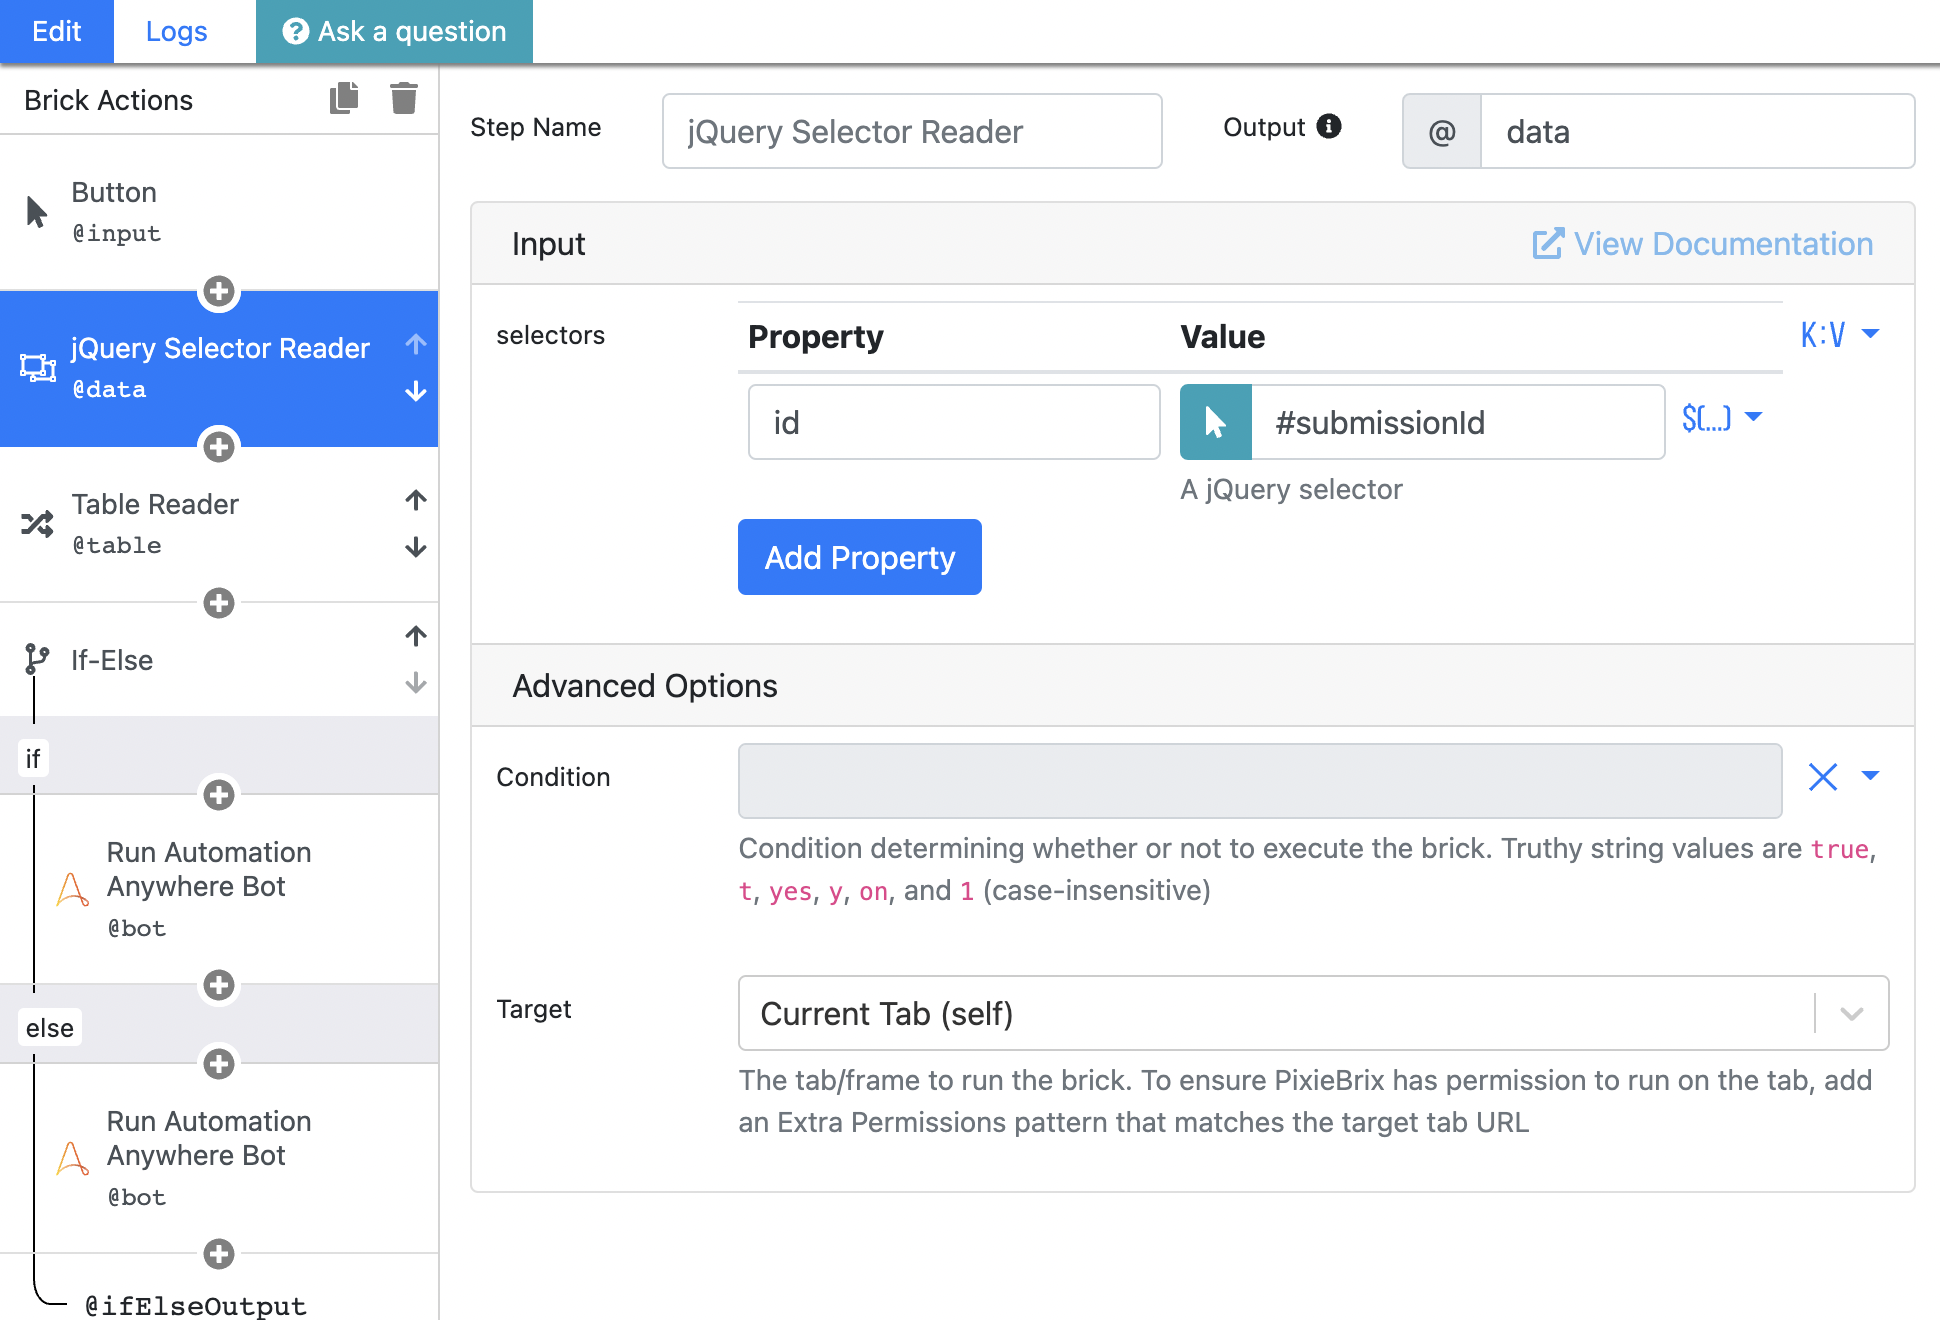 Edit
Logs
Ask a question
Brick Actions
Button
@input
jQuery Selector Reader
@data
Table Reader
@table
If-Else
if
Run Automation
Anywhere Bot
@bot
else
Run Automation
Anywhere Bot
@bot
@ifElseOutput
Step Name
jQuery Selector Reader
Output
@ data
Input
View Documentation
selectors
Property Value
K:V
id
#submissionId
${...}
A jQuery selector
Add Property
Advanced Options
Condition
Condition determining whether or not to execute the brick. Truthy string values are true,
t, yes, y, on, and 1 (case-insensitive)
Target
Current Tab (self)
The tab/frame to run the brick. To ensure PixieBrix has permission to run on the tab, add
an Extra Permissions pattern that matches the target tab URL